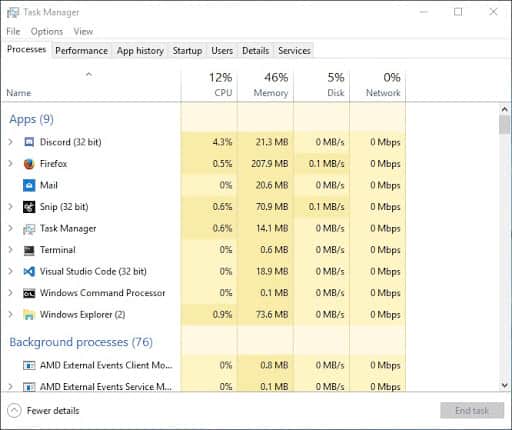 Task Manager
File Options View
Processes Performance App history Startup Users Details Services
12% 46% 5% 0%
Name CPU Memory Disk Network
Apps (9)
Discord (32 bit) 4.3% 21.3 MB 0 MB/s 0 Mbps
Firefox 0.5% 207.9 MB 0.1 MB/s 0 Mbps
Mail 0% 20.6 MB 0 MB/s 0 Mbps
Snip (32 bit) 0.6% 70.9 MB 0.1 MB/s 0 Mbps
Task Manager 0.6% 14.1 MB 0 MB/s 0 Mbps
Terminal 0% 0.6 MB 0 MB/s 0 Mbps
Visual Studio Code (32 bit) 0% 18.9 MB 0 MB/s 0 Mbps
Windows Command Processor 0% 0.1 MB 0 MB/s 0 Mbps
Windows Explorer (2) 0.9% 73.6 MB 0 MB/s 0 Mbps
Background processes (76)
AMD External Events Client Mo... 0% 0.8 MB 0 MB/s 0 Mbps
AMD External Events Service M... 0% 0.1 MB 0 MB/s 0 Mbps
Fewer details End task